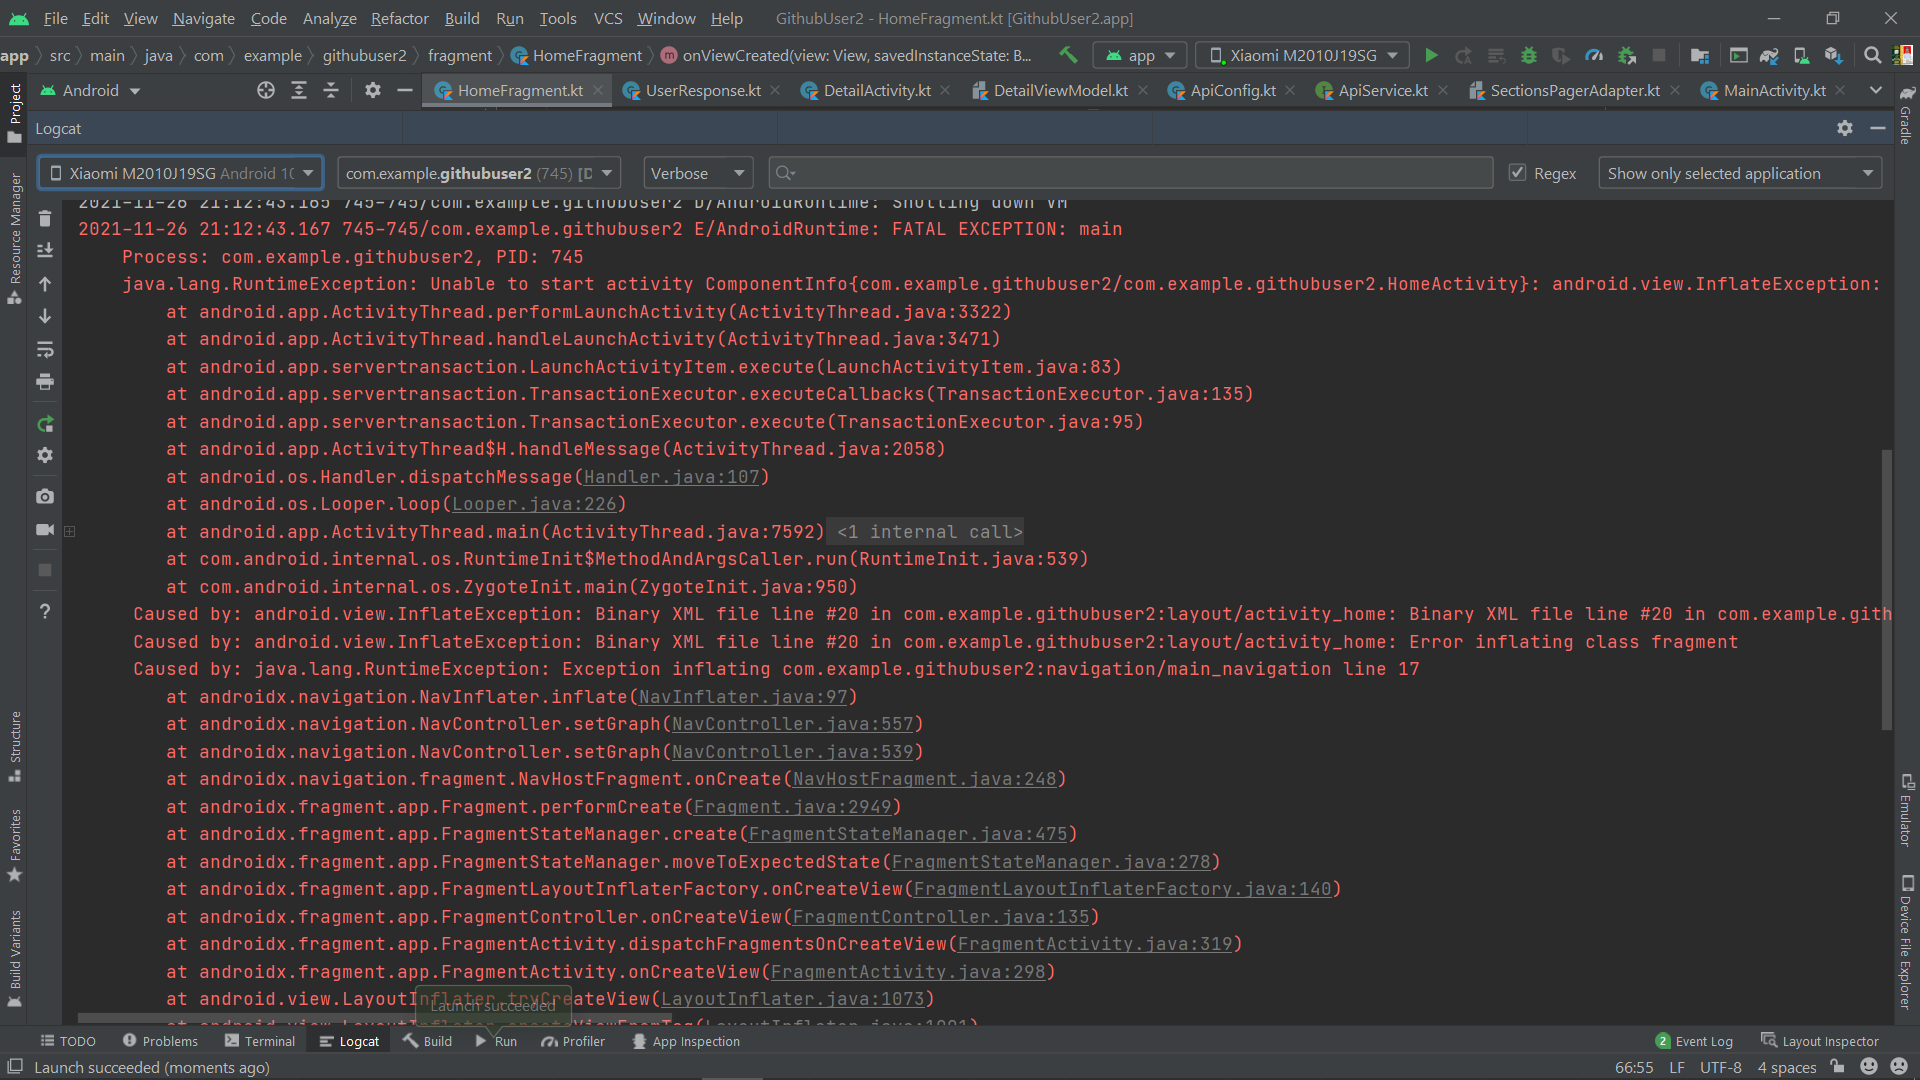 File Edit View Navigate Code Analyze Refactor Build Run Tools VCS Window Help GithubUser2 - HomeFragment.kt [GithubUser2.app]
app src main java com example githubuser2 fragment HomeFragment m onViewCreated(view: View, savedInstanceState: B... app Xiaomi M2010J19SG
Android HomeFragment.kt UserResponse.kt DetailActivity.kt DetailViewModel.kt ApiConfig.kt ApiService.kt SectionsPagerAdapter.kt MainActivity.kt
Logcat
Xiaomi M2010J19SG Android 10 com.example.githubuser2 (745) [D Verbose Regex Show only selected application
2021-11-26 21:12:43.165 745-745/com.example.githubuser2 D/AndroidRuntime: Shutting down VM
2021-11-26 21:12:43.167 745-745/com.example.githubuser2 E/AndroidRuntime: FATAL EXCEPTION: main
Process: com.example.githubuser2, PID: 745
java.lang.RuntimeException: Unable to start activity ComponentInfo{com.example.githubuser2/com.example.githubuser2.HomeActivity}: android.view.InflateException:
at android.app.ActivityThread.performLaunchActivity(ActivityThread.java:3322)
at android.app.ActivityThread.handleLaunchActivity(ActivityThread.java:3471)
at android.app.servertransaction.LaunchActivityItem.execute(LaunchActivityItem.java:83)
at android.app.servertransaction.TransactionExecutor.executeCallbacks(TransactionExecutor.java:135)
at android.app.servertransaction.TransactionExecutor.execute(TransactionExecutor.java:95)
at android.app.ActivityThread$H.handleMessage(ActivityThread.java:2058)
at android.os.Handler.dispatchMessage(Handler.java:107)
at android.os.Looper.loop(Looper.java:226)
at android.app.ActivityThread.main(ActivityThread.java:7592) <1 internal call>
at com.android.internal.os.RuntimeInit$MethodAndArgsCaller.run(RuntimeInit.java:539)
at com.android.internal.os.ZygoteInit.main(ZygoteInit.java:950)
Caused by: android.view.InflateException: Binary XML file line #20 in com.example.githubuser2:layout/activity_home: Binary XML file line #20 in com.example.gith
Caused by: android.view.InflateException: Binary XML file line #20 in com.example.githubuser2:layout/activity_home: Error inflating class fragment
Caused by: java.lang.RuntimeException: Exception inflating com.example.githubuser2:navigation/main_navigation line 17
at androidx.navigation.NavInflater.inflate(NavInflater.java:97)
at androidx.navigation.NavController.setGraph(NavController.java:557)
at androidx.navigation.NavController.setGraph(NavController.java:539)
at androidx.navigation.fragment.NavHostFragment.onCreate(NavHostFragment.java:248)
at androidx.fragment.app.Fragment.performCreate(Fragment.java:2949)
at androidx.fragment.app.FragmentStateManager.create(FragmentStateManager.java:475)
at androidx.fragment.app.FragmentStateManager.moveToExpectedState(FragmentStateManager.java:278)
at androidx.fragment.app.FragmentLayoutInflaterFactory.onCreateView(FragmentLayoutInflaterFactory.java:140)
at androidx.fragment.app.FragmentController.onCreateView(FragmentController.java:135)
at androidx.fragment.app.FragmentActivity.dispatchFragmentsOnCreateView(FragmentActivity.java:319)
at androidx.fragment.app.FragmentActivity.onCreateView(FragmentActivity.java:298)
at android.view.LayoutInflater.tryCreateView(LayoutInflater.java:1073)
Launch succeeded
TODO Problems Terminal Logcat Build Run Profiler App Inspection 2 Event Log Layout Inspector
Launch succeeded (moments ago) 66:55 LF UTF-8 4 spaces
Project
Resource Manager
Structure
Favorites
Build Variants
Gradle
Emulator
Device File Explorer